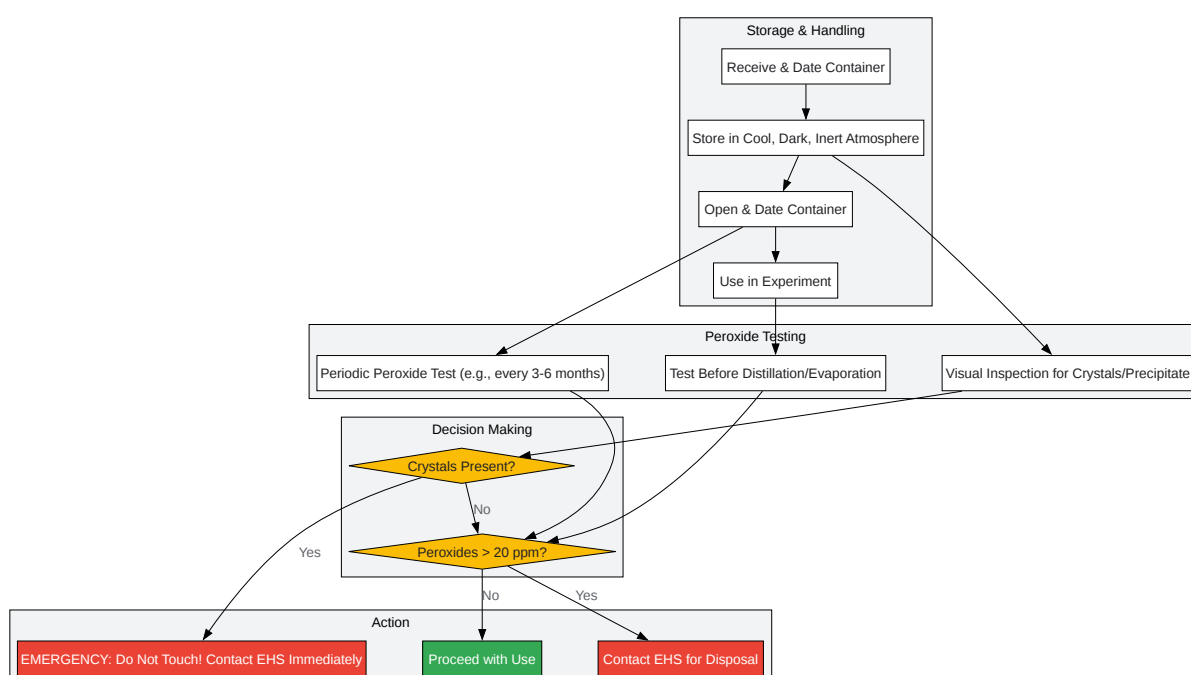 Storage & Handling
Receive & Date Container
Store in Cool, Dark, Inert Atmosphere
Open & Date Container
Use in Experiment
Peroxide Testing
Periodic Peroxide Test (e.g., every 3-6 months)
Test Before Distillation/Evaporation
Visual Inspection for Crystals/Precipitate
Decision Making
Crystals Present?
No
Yes
Peroxides > 20 ppm?
No
Yes
Action
EMERGENCY: Do Not Touch! Contact EHS Immediately
Proceed with Use
Contact EHS for Disposal